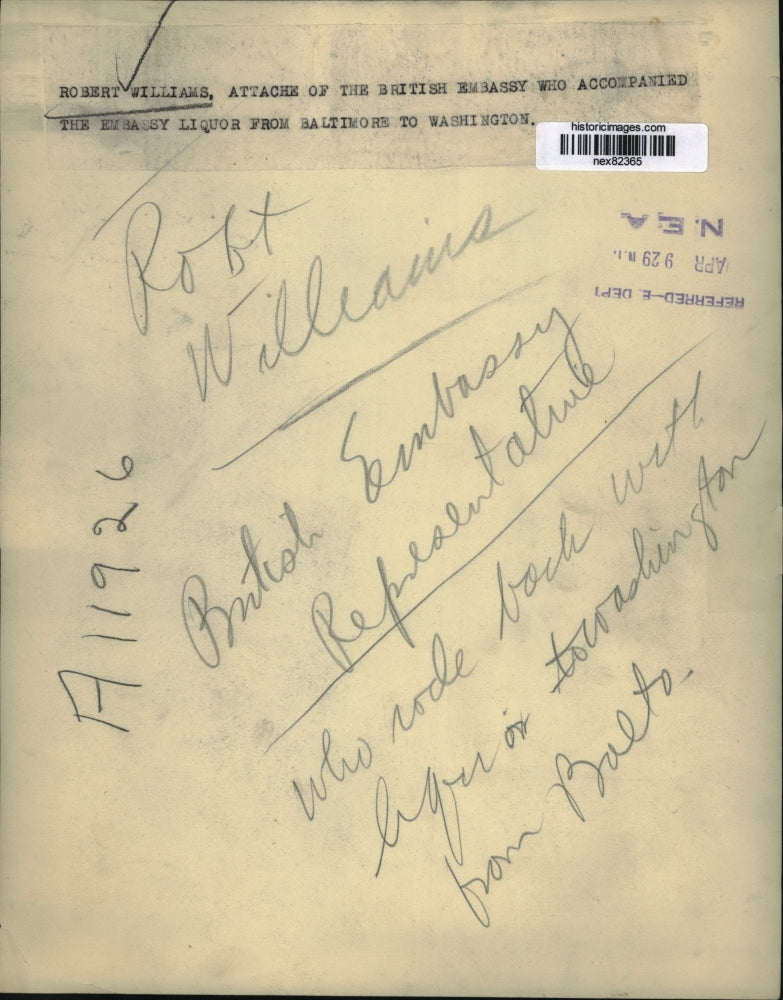 ROBERT WILLIAMS, ATTACHE OF THE BRITISH EMBASSY WHO ACCOMPANIED
THE EMBASSY LIQUOR FROM BALTIMORE TO WASHINGTON.
historicimages.com
nex82365
N.E.A
APR 9 29
REFERRED—E. DEPT
Robt
Williams
British Embassy
Representative
who rode back with
liquor to Washington
from Balto.
A11926